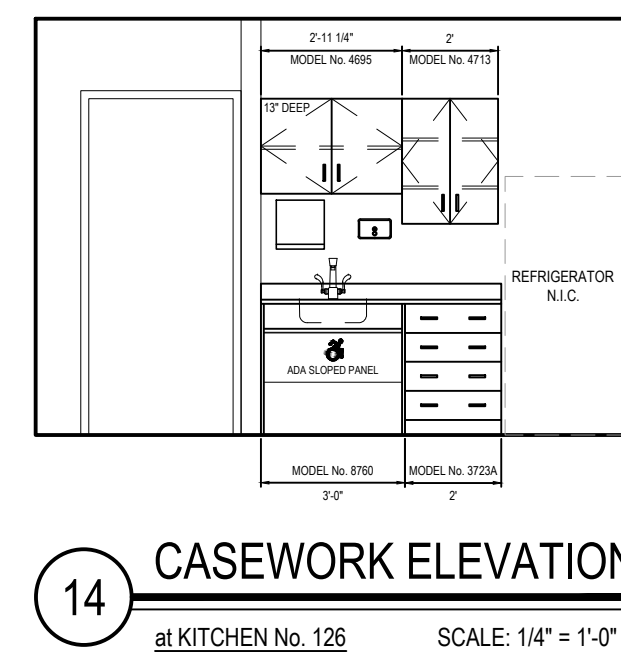 2'-11 1/4" 2'
MODEL No. 4695 MODEL No. 4713
13" DEEP
REFRIGERATOR
N.I.C.
ADA SLOPED PANEL
MODEL No. 8760 MODEL No. 3723A
3'-0" 2'
14 CASEWORK ELEVATION
at KITCHEN No. 126 SCALE: 1/4" = 1'-0"